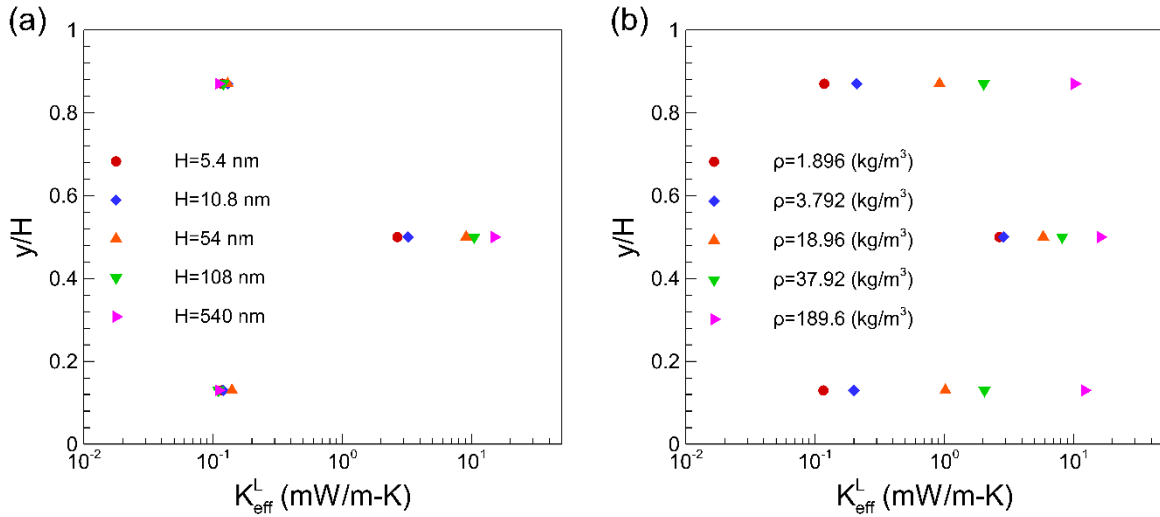 (a)
1
0.8
0.6
0.4
0.2
0
y/H
H=5.4 nm
H=10.8 nm
H=54 nm
H=108 nm
H=540 nm
10⁻² 10⁻¹ 10⁰ 10¹
K_eff^L (mW/m-K)
(b)
1
0.8
0.6
0.4
0.2
0
y/H
ρ=1.896 (kg/m³)
ρ=3.792 (kg/m³)
ρ=18.96 (kg/m³)
ρ=37.92 (kg/m³)
ρ=189.6 (kg/m³)
10⁻² 10⁻¹ 10⁰ 10¹
K_eff^L (mW/m-K)